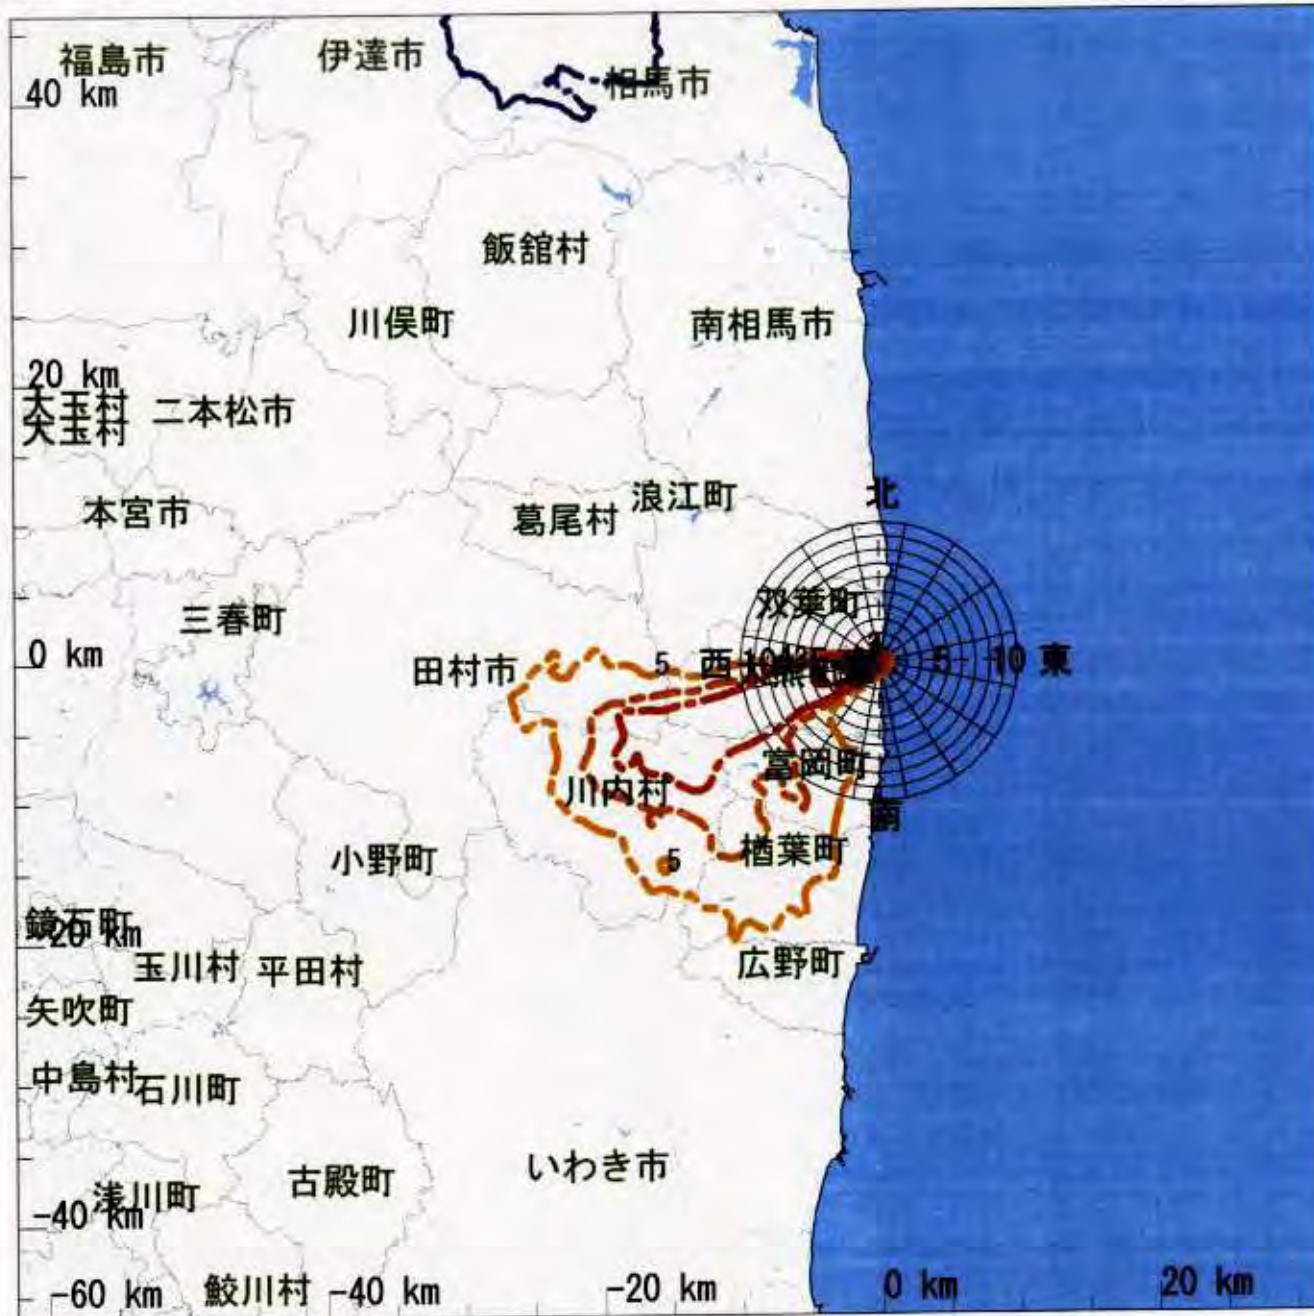 福島市
伊達市
相馬市
40 km
飯舘村
川俣町
南相馬市
20 km
大玉村
二本松市
大玉村
本宮市
葛尾村
浪江町
北
双葉町
三春町
0 km
田村市
5
西
5
10
東
富岡町
川内村
南
小野町
5
楢葉町
鏡石町
-20 km
玉川村
平田村
広野町
矢吹町
中島村
石川町
いわき市
古殿町
浅川町
-40 km
-60 km
鮫川村
-40 km
-20 km
0 km
20 km